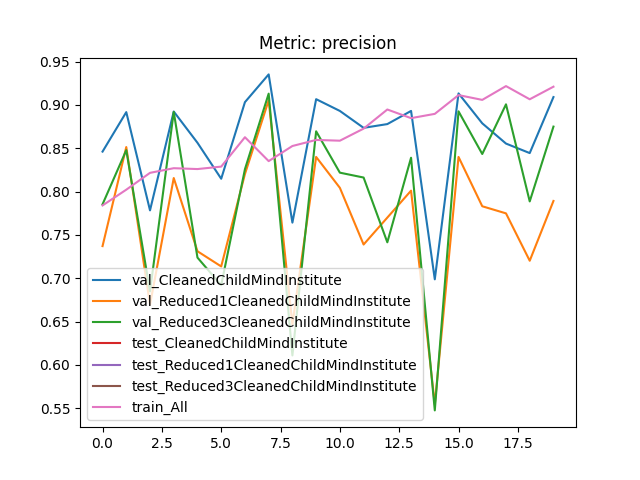 Metric: precision
0.95
0.90
0.85
0.80
0.75
0.70
0.65
0.60
0.55
val_CleanedChildMindInstitute
val_Reduced1CleanedChildMindInstitute
val_Reduced3CleanedChildMindInstitute
test_CleanedChildMindInstitute
test_Reduced1CleanedChildMindInstitute
test_Reduced3CleanedChildMindInstitute
train_All
0.0 2.5 5.0 7.5 10.0 12.5 15.0 17.5